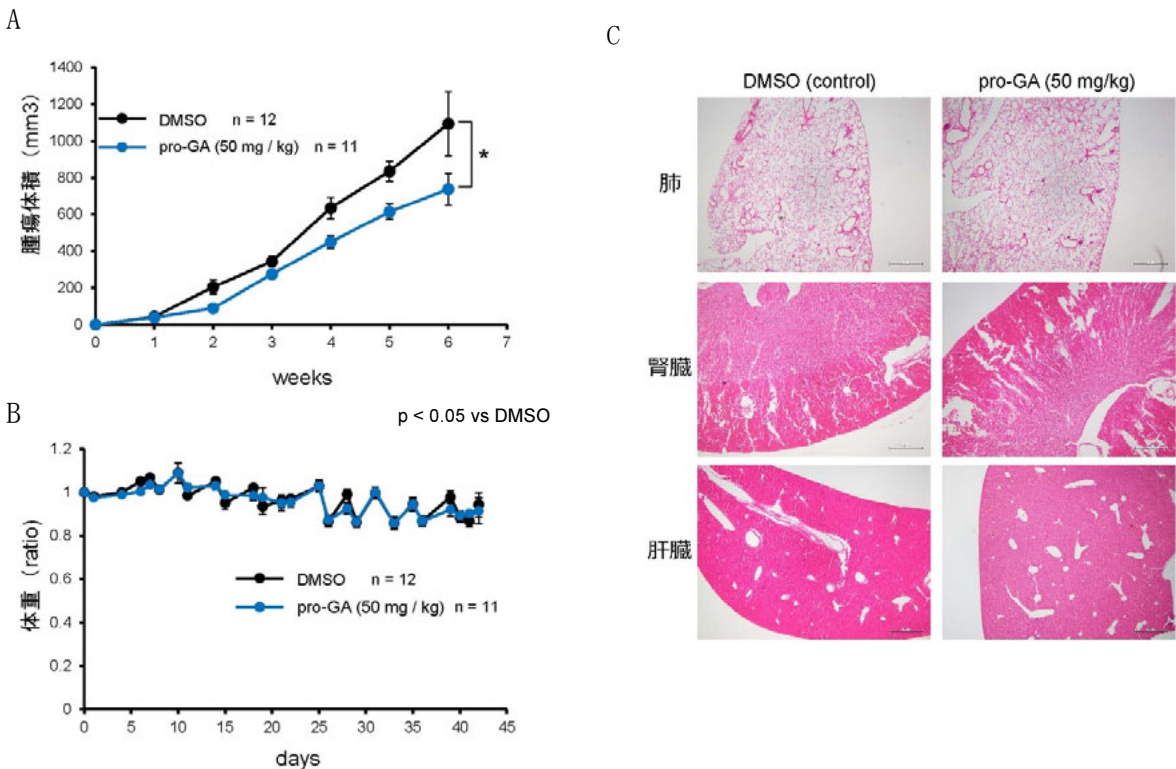 A
1400
1200
1000
800
600
400
200
0
腫瘍体積 (mm3)
DMSO n = 12
pro-GA (50 mg / kg) n = 11
*
0 1 2 3 4 5 6 7
weeks
p < 0.05 vs DMSO
B
1.2
1
0.8
0.6
0.4
0.2
0
体重 (ratio)
DMSO n = 12
pro-GA (50 mg / kg) n = 11
0 5 10 15 20 25 30 35 40 45
days
C
DMSO (control) pro-GA (50 mg/kg)
肺
腎臓
肝臓